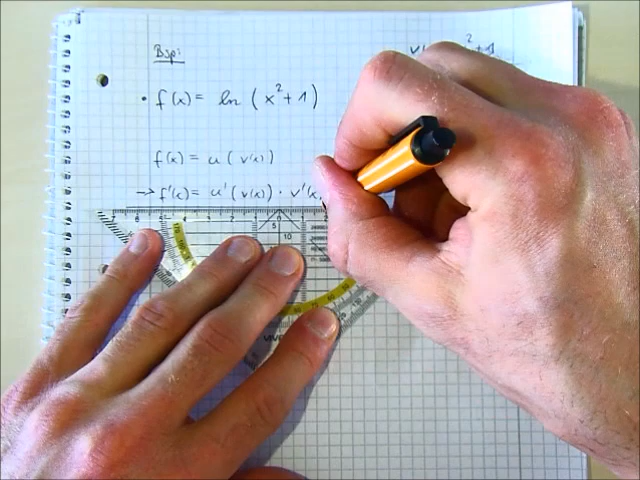 Bsp:
• f(x) = ln (x²+1)
f(x) = u (v(x))
→ f'(x) = u' (v(x)) · v'(x